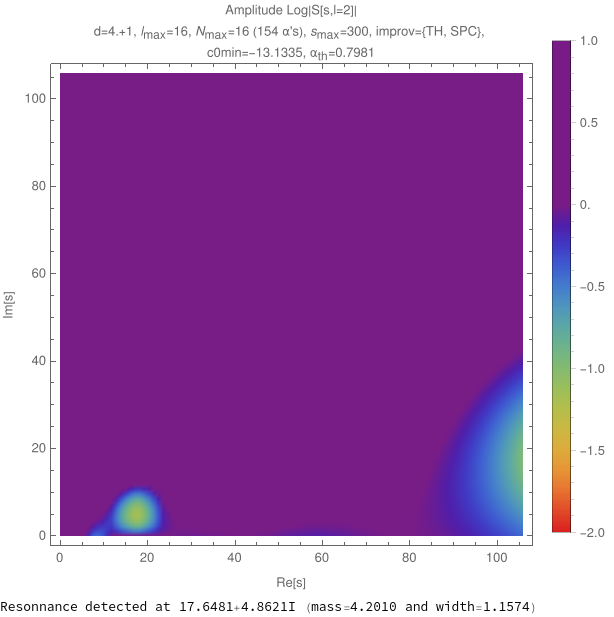 Amplitude Log|S[s,l=2]|
d=4.+1, lmax=16, Nmax=16 (154 α's), smax=300, improv={TH, SPC},
c0min=−13.1335, αth=0.7981
1.0
0.5
0.
−0.5
−1.0
−1.5
−2.0
100
80
60
40
20
0
Im[s]
0 20 40 60 80 100
Re[s]
Resonnance detected at 17.6481+4.8621I (mass=4.2010 and width=1.1574)